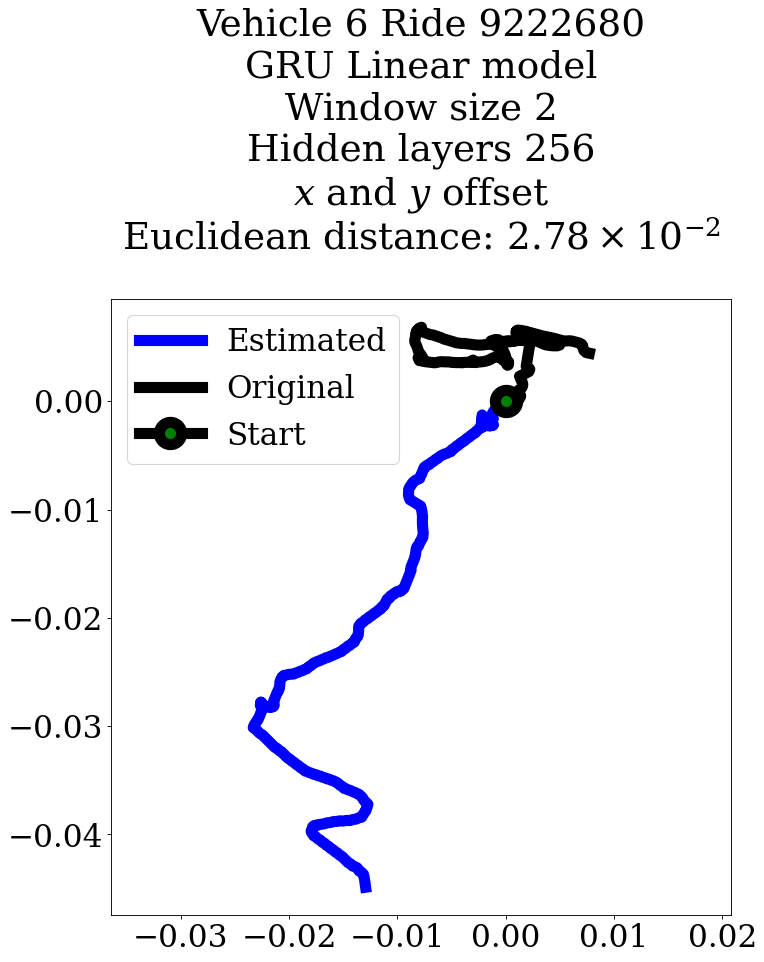 Vehicle 6 Ride 9222680
GRU Linear model
Window size 2
Hidden layers 256
x and y offset
Euclidean distance: 2.78 × 10⁻²
Estimated
Original
Start
0.00
−0.01
−0.02
−0.03
−0.04
−0.03 −0.02 −0.01 0.00 0.01 0.02